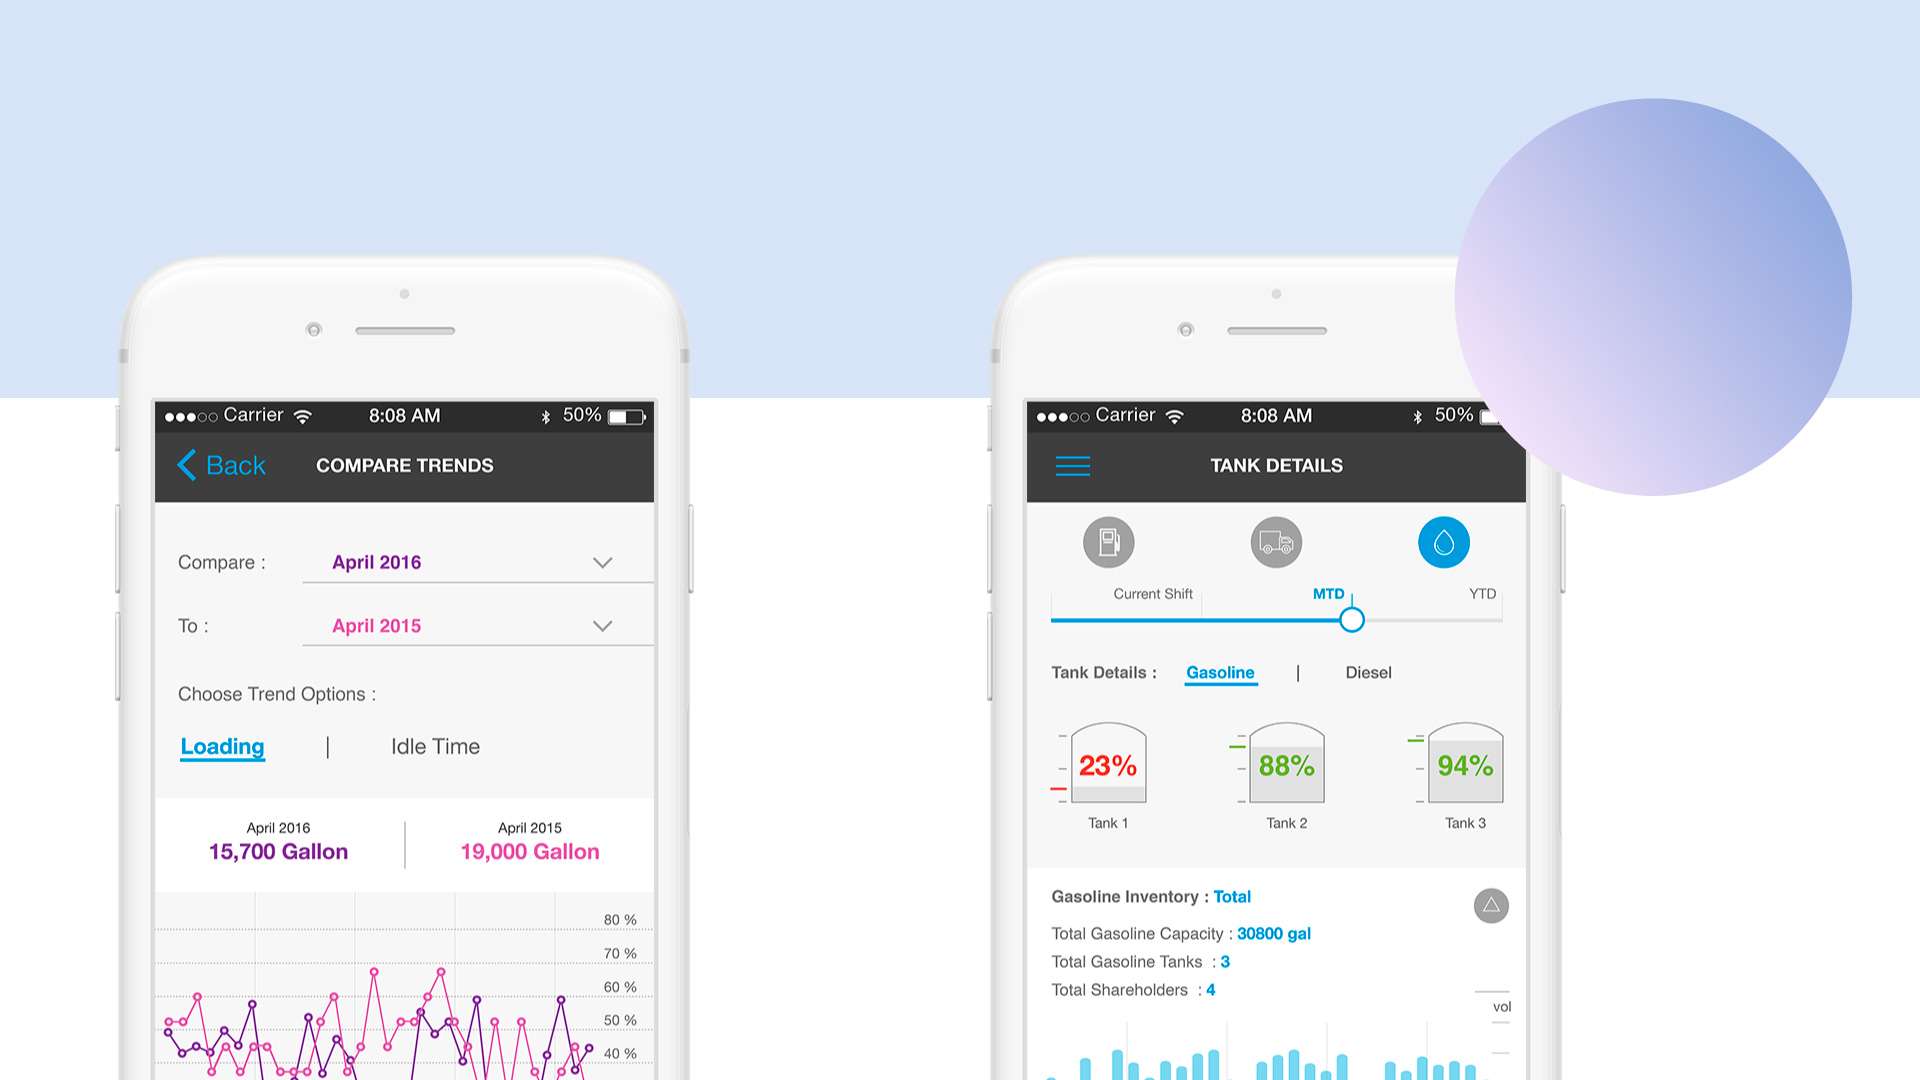 Carrier 8:08 AM 50%
Back COMPARE TRENDS
Compare : April 2016
To : April 2015
Choose Trend Options :
Loading | Idle Time
April 2016 April 2015
15,700 Gallon 19,000 Gallon
80 %
70 %
60 %
50 %
40 %
Carrier 8:08 AM 50%
TANK DETAILS
Current Shift MTD YTD
Tank Details : Gasoline | Diesel
23% 88% 94%
Tank 1 Tank 2 Tank 3
Gasoline Inventory : Total
Total Gasoline Capacity : 30800 gal
Total Gasoline Tanks : 3
Total Shareholders : 4
vol